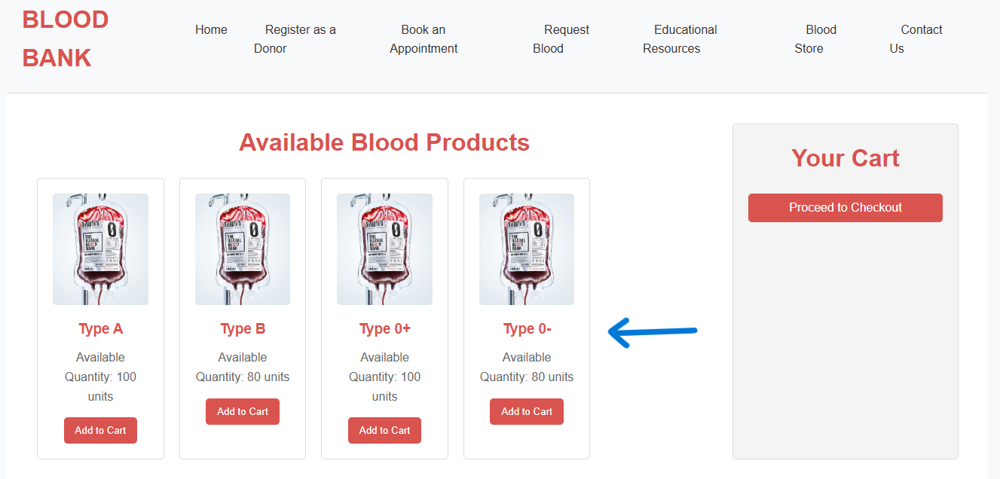 BLOOD
BANK
Home
Register as a
Donor
Book an
Appointment
Request
Blood
Educational
Resources
Blood
Store
Contact
Us
Available Blood Products
Your Cart
Proceed to Checkout
0
THE
ILLEGAL
BLOOD
BANK
Type A
Available
Quantity: 100
units
Add to Cart
0
THE
ILLEGAL
BLOOD
BANK
Type B
Available
Quantity: 80 units
Add to Cart
0
THE
ILLEGAL
BLOOD
BANK
Type 0+
Available
Quantity: 100
units
Add to Cart
0
THE
ILLEGAL
BLOOD
BANK
Type 0-
Available
Quantity: 80 units
Add to Cart